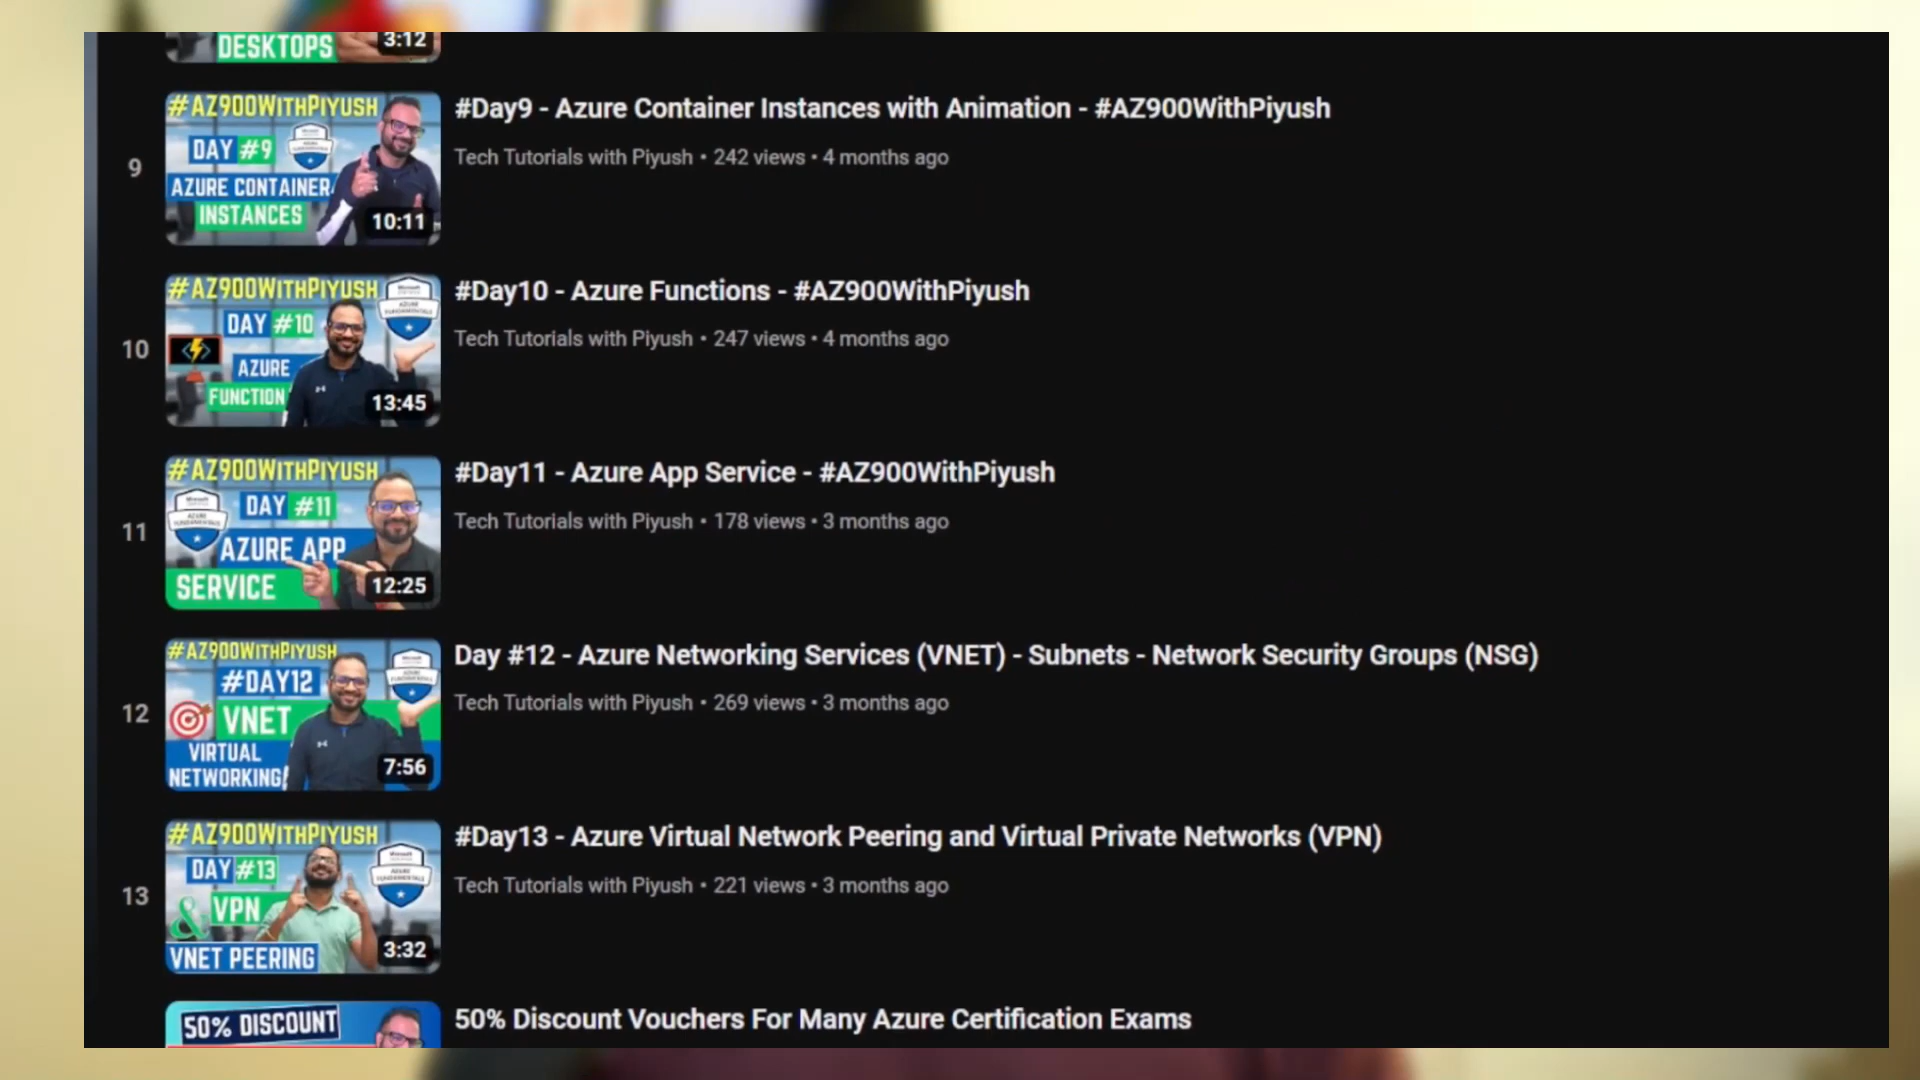 DESKTOPS
3:12
9
#AZ900WITHPIYUSH
DAY #9
AZURE CONTAINER
INSTANCES
10:11
#Day9 - Azure Container Instances with Animation - #AZ900WithPiyush
Tech Tutorials with Piyush • 242 views • 4 months ago
10
#AZ900WITHPIYUSH
DAY #10
AZURE
FUNCTION
13:45
#Day10 - Azure Functions - #AZ900WithPiyush
Tech Tutorials with Piyush • 247 views • 4 months ago
11
#AZ900WITHPIYUSH
DAY #11
AZURE APP
SERVICE
12:25
#Day11 - Azure App Service - #AZ900WithPiyush
Tech Tutorials with Piyush • 178 views • 3 months ago
12
#AZ900WITHPIYUSH
#DAY12
VNET
VIRTUAL
NETWORKING
7:56
Day #12 - Azure Networking Services (VNET) - Subnets - Network Security Groups (NSG)
Tech Tutorials with Piyush • 269 views • 3 months ago
13
#AZ900WITHPIYUSH
DAY #13
& VPN
VNET PEERING
3:32
#Day13 - Azure Virtual Network Peering and Virtual Private Networks (VPN)
Tech Tutorials with Piyush • 221 views • 3 months ago
50% DISCOUNT
50% Discount Vouchers For Many Azure Certification Exams